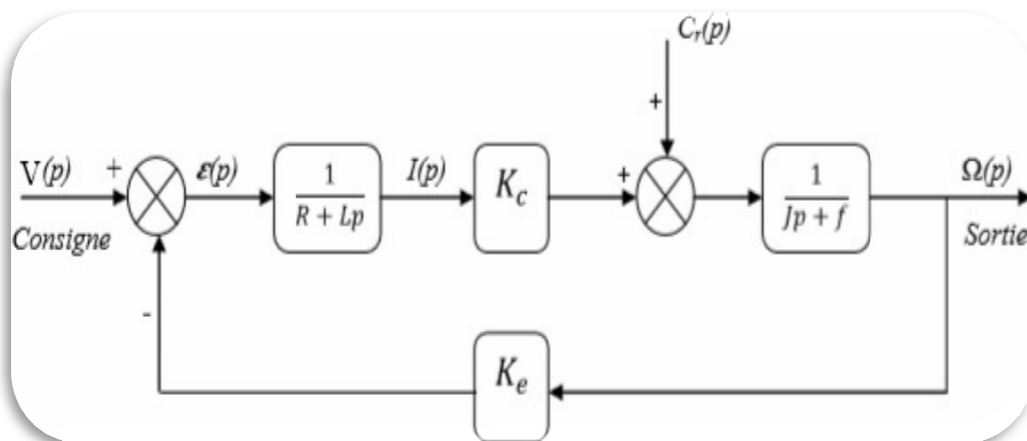 C_r(p)
+
V(p) + ε(p) 1/(R + Lp) I(p) K_c + 1/(Jp + f) Ω(p)
Consigne Sortie
-
K_e